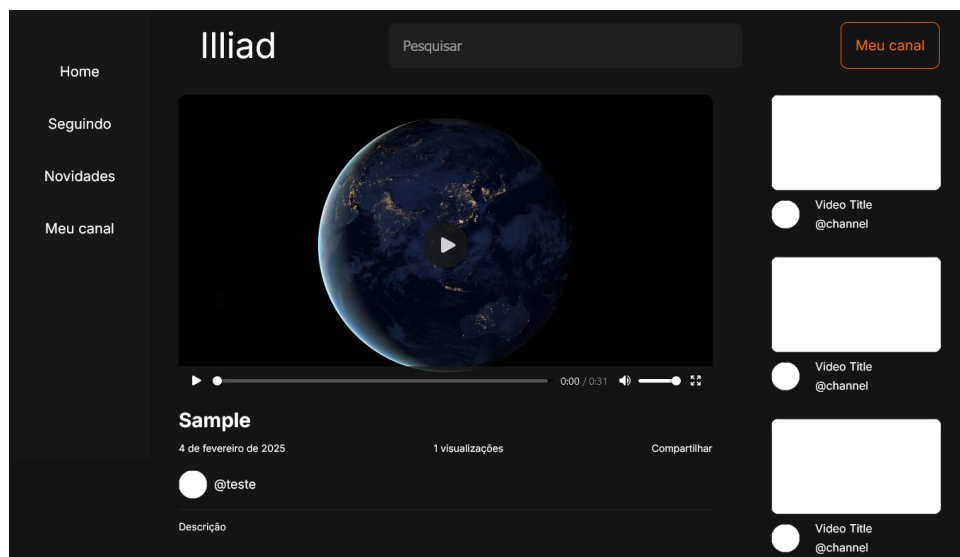 Illiad
Pesquisar
Meu canal
Home
Seguindo
Novidades
Meu canal
0:00 / 0:31
Sample
4 de fevereiro de 2025
1 visualizações
Compartilhar
@teste
Descrição
Video Title
@channel
Video Title
@channel
Video Title
@channel